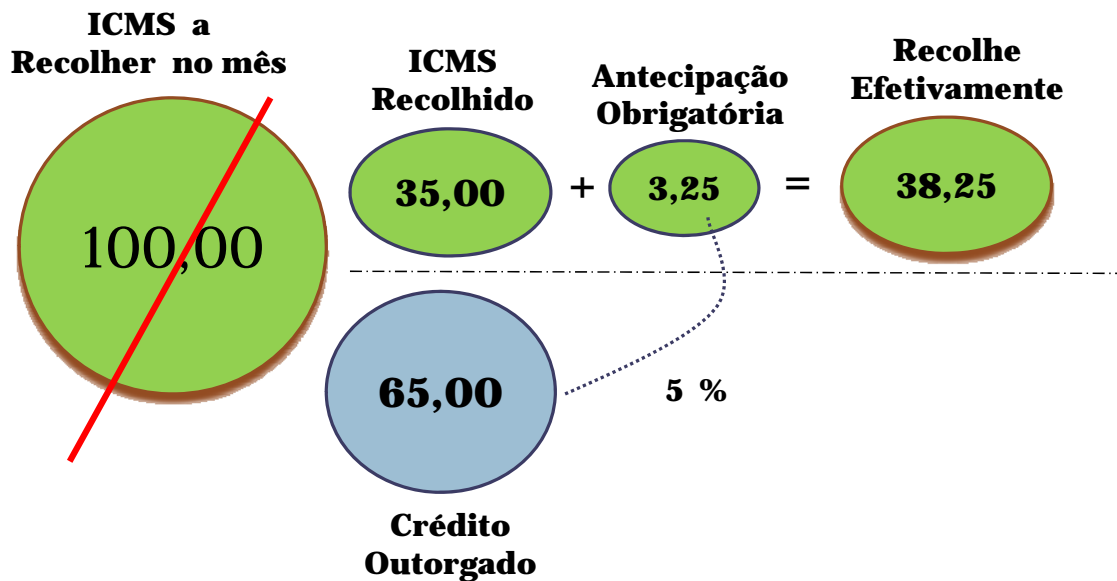 ICMS a
Recolher no mês
100,00
ICMS
Recolhido
35,00
+
Antecipação
Obrigatória
3,25
=
Recolhe
Efetivamente
38,25
65,00
5 %
Crédito
Outorgado